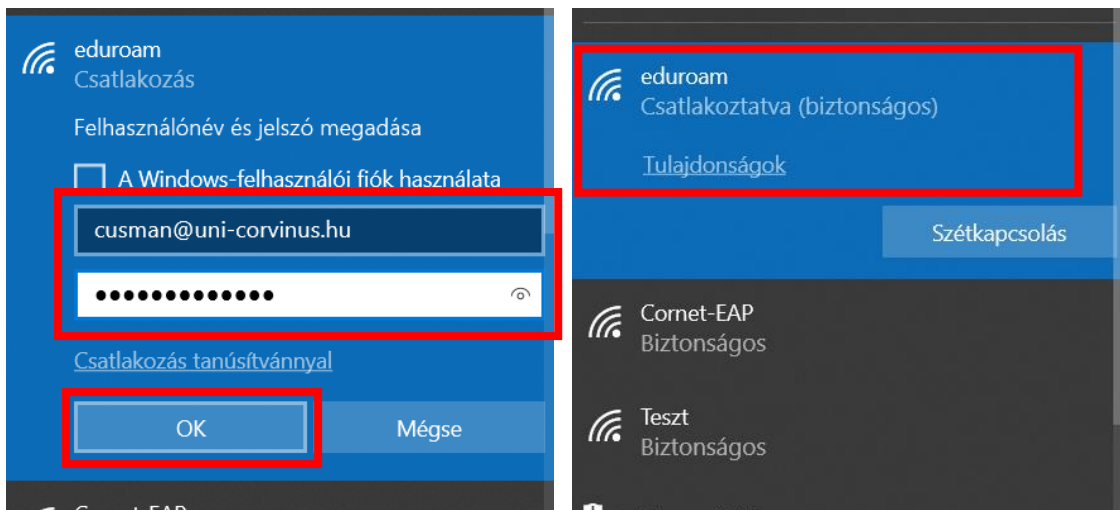 eduroam
Csatlakozás
Felhasználónév és jelszó megadása
A Windows-felhasználói fiók használata
cusman@uni-corvinus.hu
•••••••••••••
Csatlakozás tanúsítvánnyal
OK
Mégse
eduroam
Csatlakoztatva (biztonságos)
Tulajdonságok
Szétkapcsolás
Cornet-EAP
Biztonságos
Teszt
Biztonságos